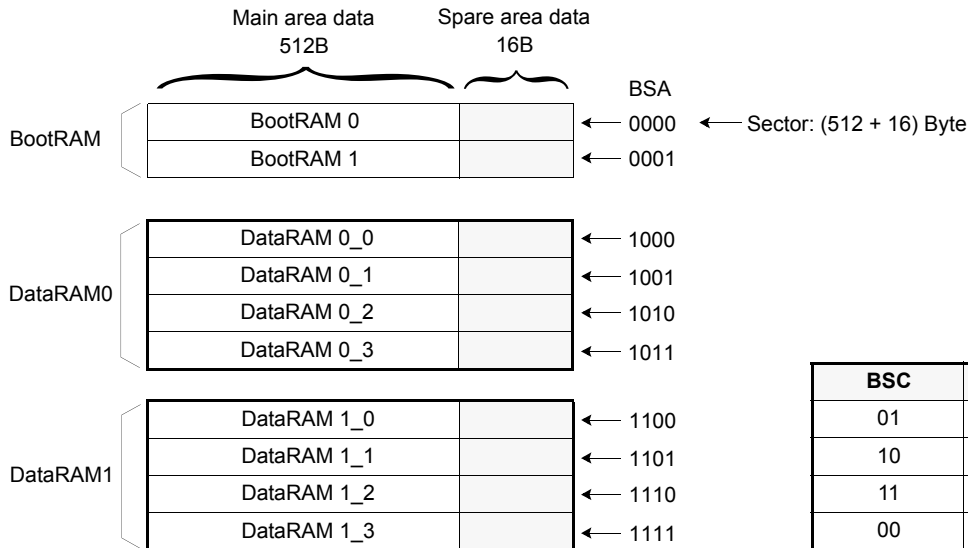 Main area data Spare area data
512B 16B
BSA
BootRAM BootRAM 0 0000 Sector: (512 + 16) Byte
BootRAM 1 0001
DataRAM0 DataRAM 0_0 1000
DataRAM 0_1 1001
DataRAM 0_2 1010
DataRAM 0_3 1011
DataRAM1 DataRAM 1_0 1100
DataRAM 1_1 1101
DataRAM 1_2 1110
DataRAM 1_3 1111
BSC
01
10
11
00